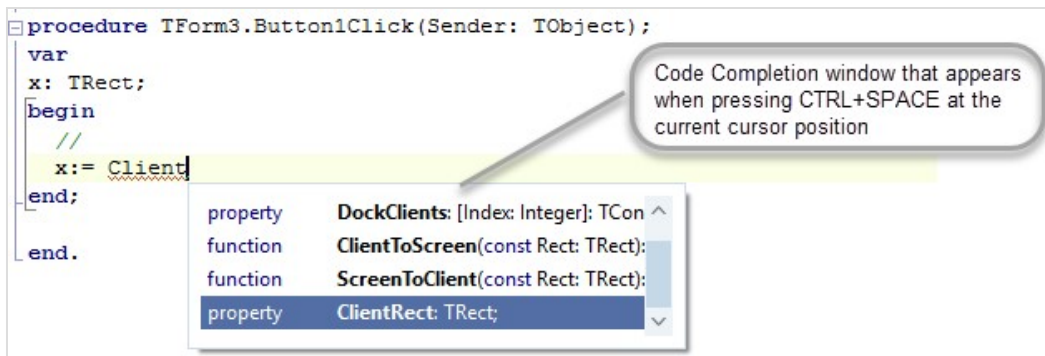 procedure TForm3.Button1Click(Sender: TObject);
var
x: TRect;
begin
//
x:= Client
end;
end.
Code Completion window that appears
when pressing CTRL+SPACE at the
current cursor position
property DockClients: [Index: Integer]: TCon
function ClientToScreen(const Rect: TRect):
function ScreenToClient(const Rect: TRect):
property ClientRect: TRect;